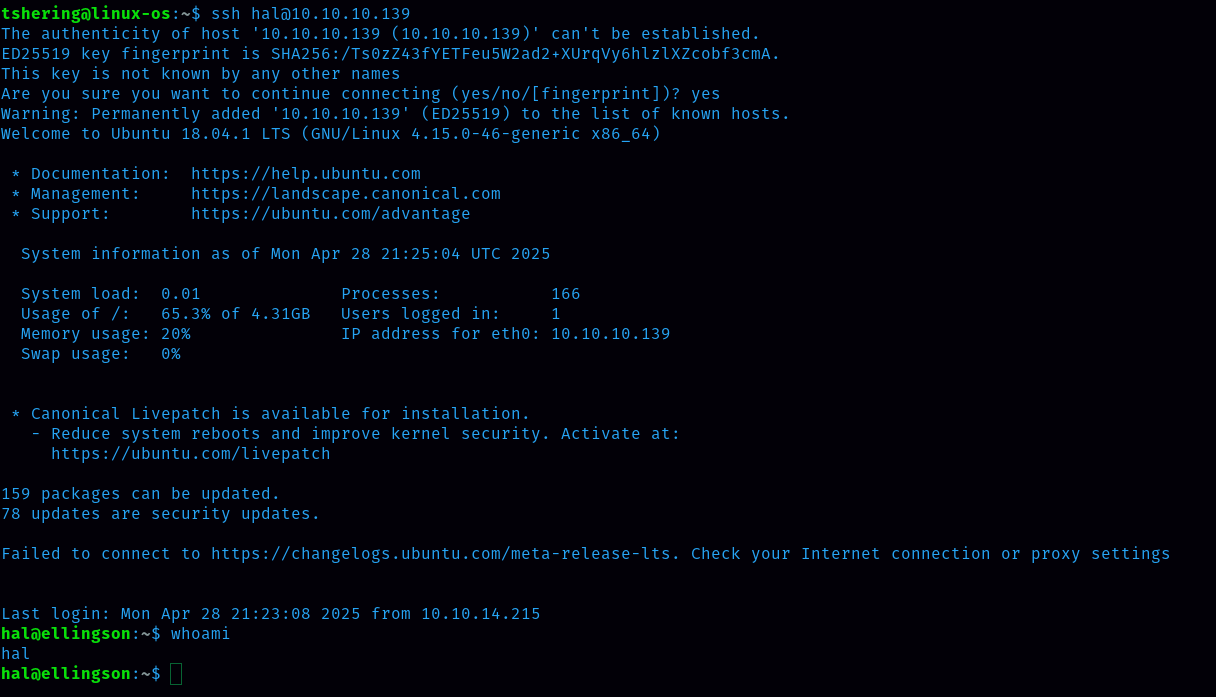 tshering@linux-os:~$ ssh hal@10.10.10.139
The authenticity of host '10.10.10.139 (10.10.10.139)' can't be established.
ED25519 key fingerprint is SHA256:/Ts0zZ43fYETFeu5W2ad2+XUrqVy6hlzlXZcobf3cmA.
This key is not known by any other names
Are you sure you want to continue connecting (yes/no/[fingerprint])? yes
Warning: Permanently added '10.10.10.139' (ED25519) to the list of known hosts.
Welcome to Ubuntu 18.04.1 LTS (GNU/Linux 4.15.0-46-generic x86_64)

 * Documentation:  https://help.ubuntu.com
 * Management:     https://landscape.canonical.com
 * Support:        https://ubuntu.com/advantage

  System information as of Mon Apr 28 21:25:04 UTC 2025

  System load:  0.01              Processes:           166
  Usage of /:   65.3% of 4.31GB   Users logged in:     1
  Memory usage: 20%               IP address for eth0: 10.10.10.139
  Swap usage:   0%

 * Canonical Livepatch is available for installation.
   - Reduce system reboots and improve kernel security. Activate at:
     https://ubuntu.com/livepatch

159 packages can be updated.
78 updates are security updates.

Failed to connect to https://changelogs.ubuntu.com/meta-release-lts. Check your Internet connection or proxy settings

Last login: Mon Apr 28 21:23:08 2025 from 10.10.14.215
hal@ellingson:~$ whoami
hal
hal@ellingson:~$